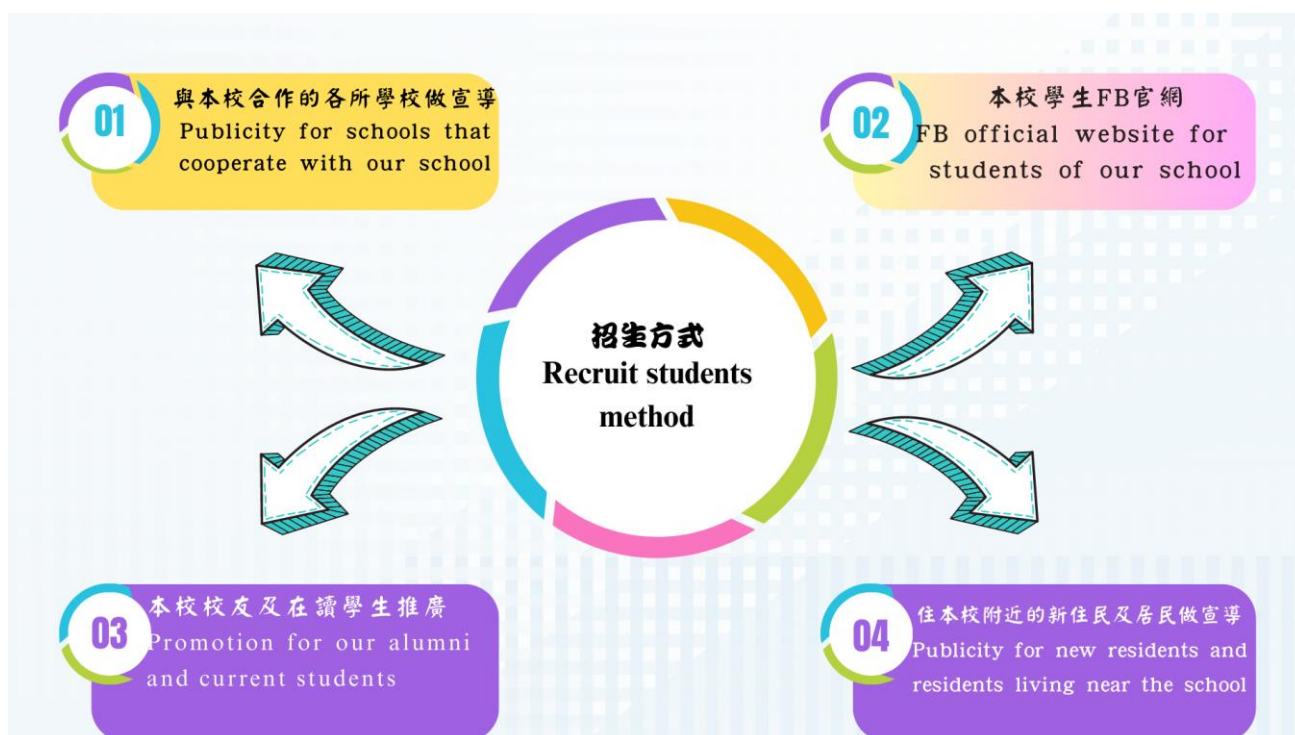 01
與本校合作的各所學校做宣導
Publicity for schools that
cooperate with our school
02
本校學生FB官網
FB official website for
students of our school
招生方式
Recruit students
method
03
本校校友及在讀學生推廣
Promotion for our alumni
and current students
04
住本校附近的新住民及居民做宣導
Publicity for new residents and
residents living near the school